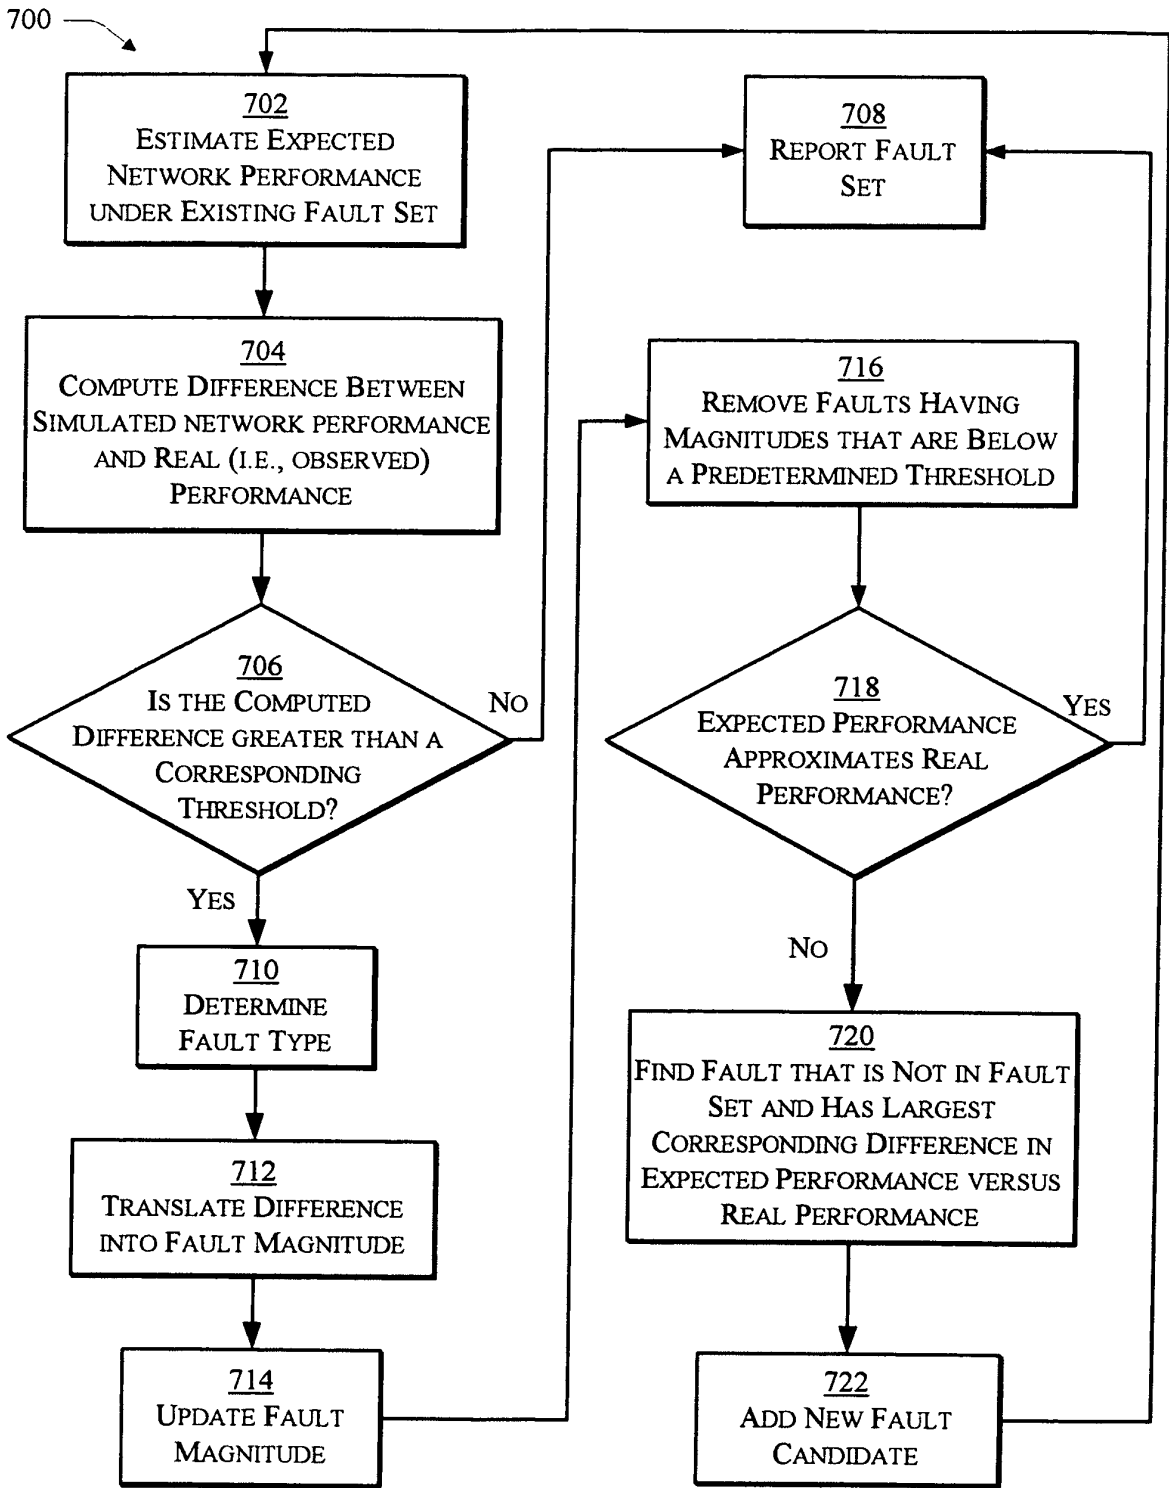 700
702
ESTIMATE EXPECTED
NETWORK PERFORMANCE
UNDER EXISTING FAULT SET
704
COMPUTE DIFFERENCE BETWEEN
SIMULATED NETWORK PERFORMANCE
AND REAL (I.E., OBSERVED)
PERFORMANCE
706
IS THE COMPUTED
DIFFERENCE GREATER THAN A
CORRESPONDING
THRESHOLD?
NO
YES
710
DETERMINE
FAULT TYPE
712
TRANSLATE DIFFERENCE
INTO FAULT MAGNITUDE
714
UPDATE FAULT
MAGNITUDE
708
REPORT FAULT
SET
716
REMOVE FAULTS HAVING
MAGNITUDES THAT ARE BELOW
A PREDETERMINED THRESHOLD
718
EXPECTED PERFORMANCE
APPROXIMATES REAL
PERFORMANCE?
YES
NO
720
FIND FAULT THAT IS NOT IN FAULT
SET AND HAS LARGEST
CORRESPONDING DIFFERENCE IN
EXPECTED PERFORMANCE VERSUS
REAL PERFORMANCE
722
ADD NEW FAULT
CANDIDATE